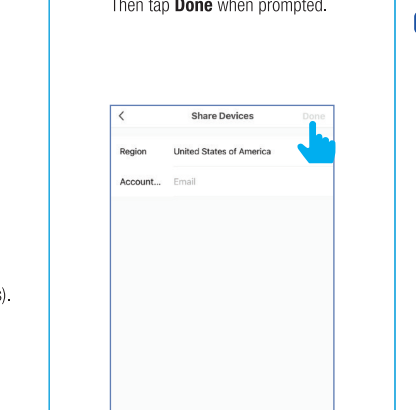 Then tap Done when prompted.
< Share Devices Done
Region United States of America
Account... Email
s).